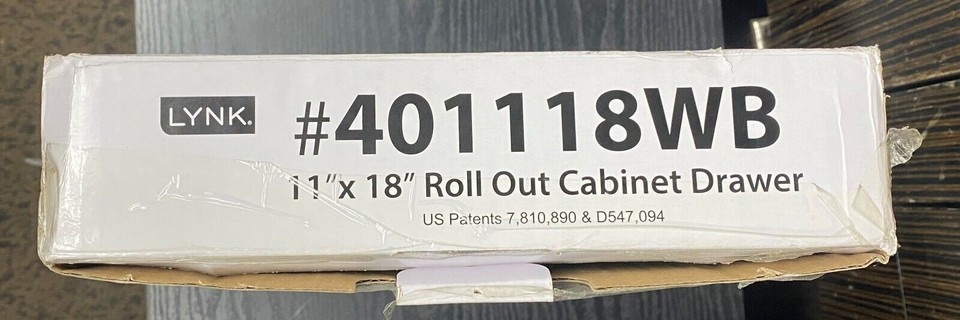 LYNK.
#401118WB
11”x 18” Roll Out Cabinet Drawer
US Patents 7,810,890 & D547,094